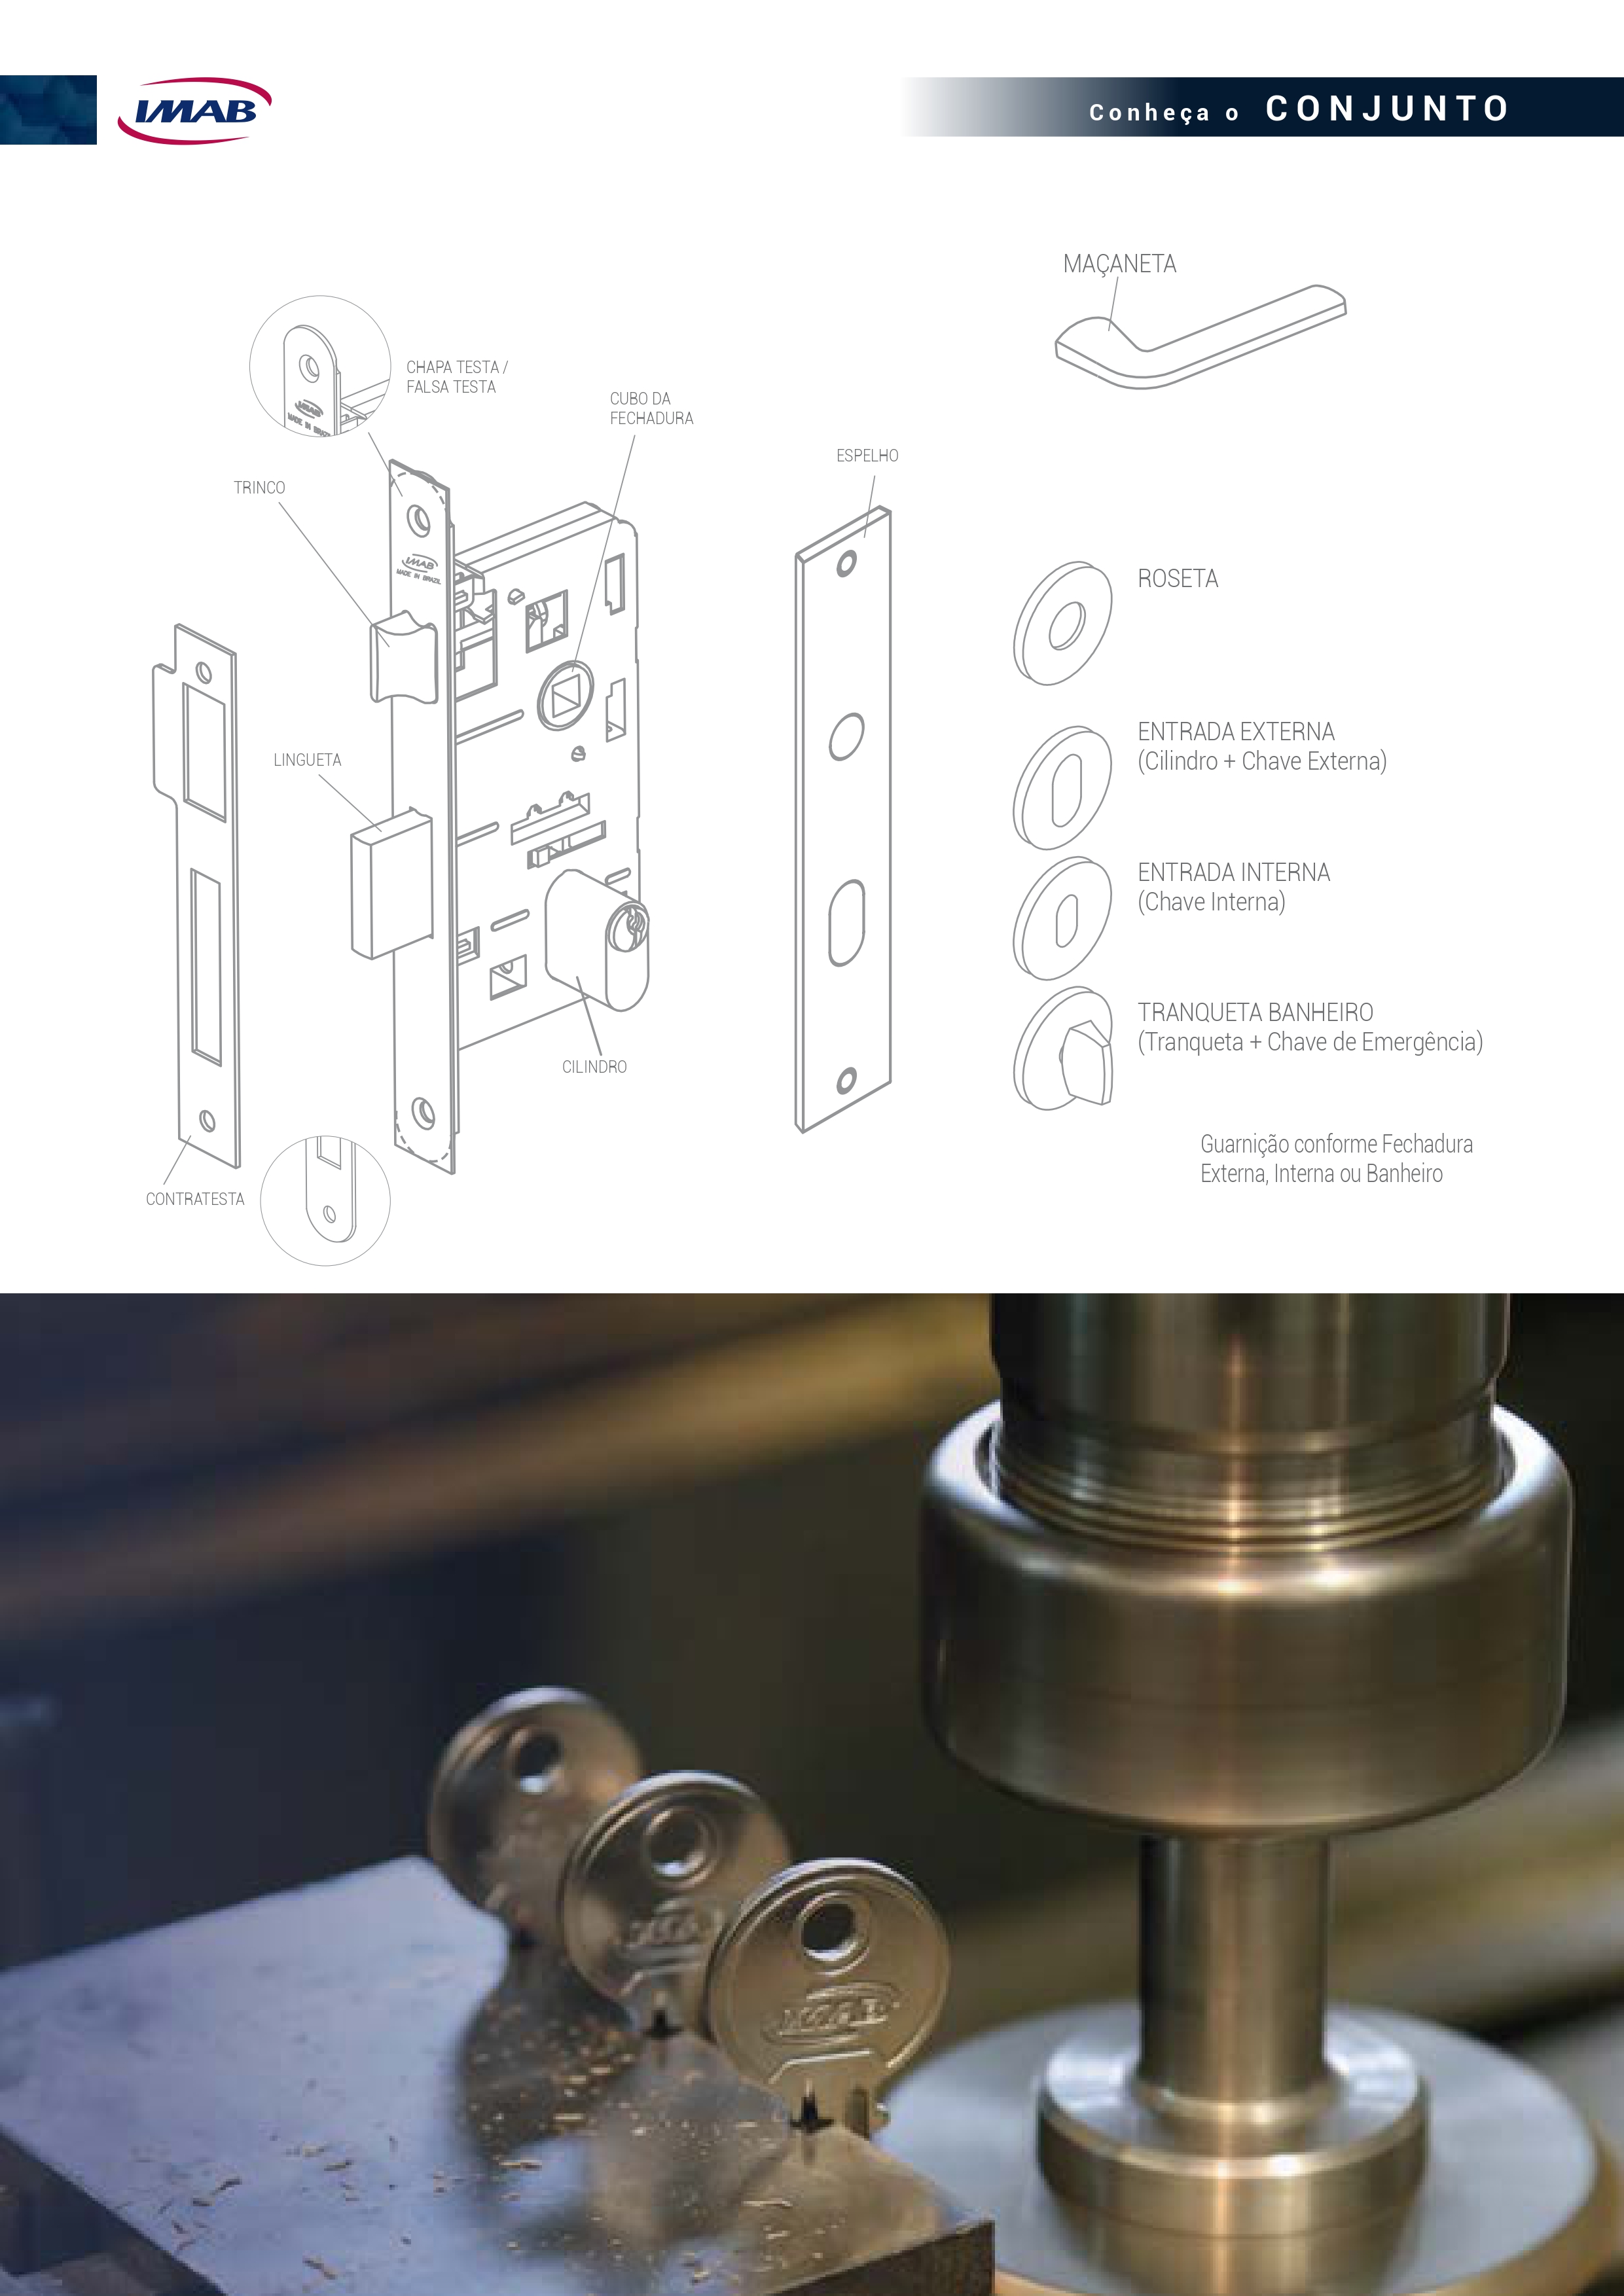 IMAB
Conheça o CONJUNTO
MAÇANETA
CHAPA TESTA /
FALSA TESTA
IMAB
CUBO DA
FECHADURA
ESPELHO
TRINCO
IMAB
MADE IN BRAZIL
ROSETA
ENTRADA EXTERNA
(Cilindro + Chave Externa)
LINGUETA
ENTRADA INTERNA
(Chave Interna)
TRANQUETA BANHEIRO
(Tranqueta + Chave de Emergência)
CILINDRO
Guarnição conforme Fechadura
Externa, Interna ou Banheiro
CONTRATESTA
IMAB
IMAB